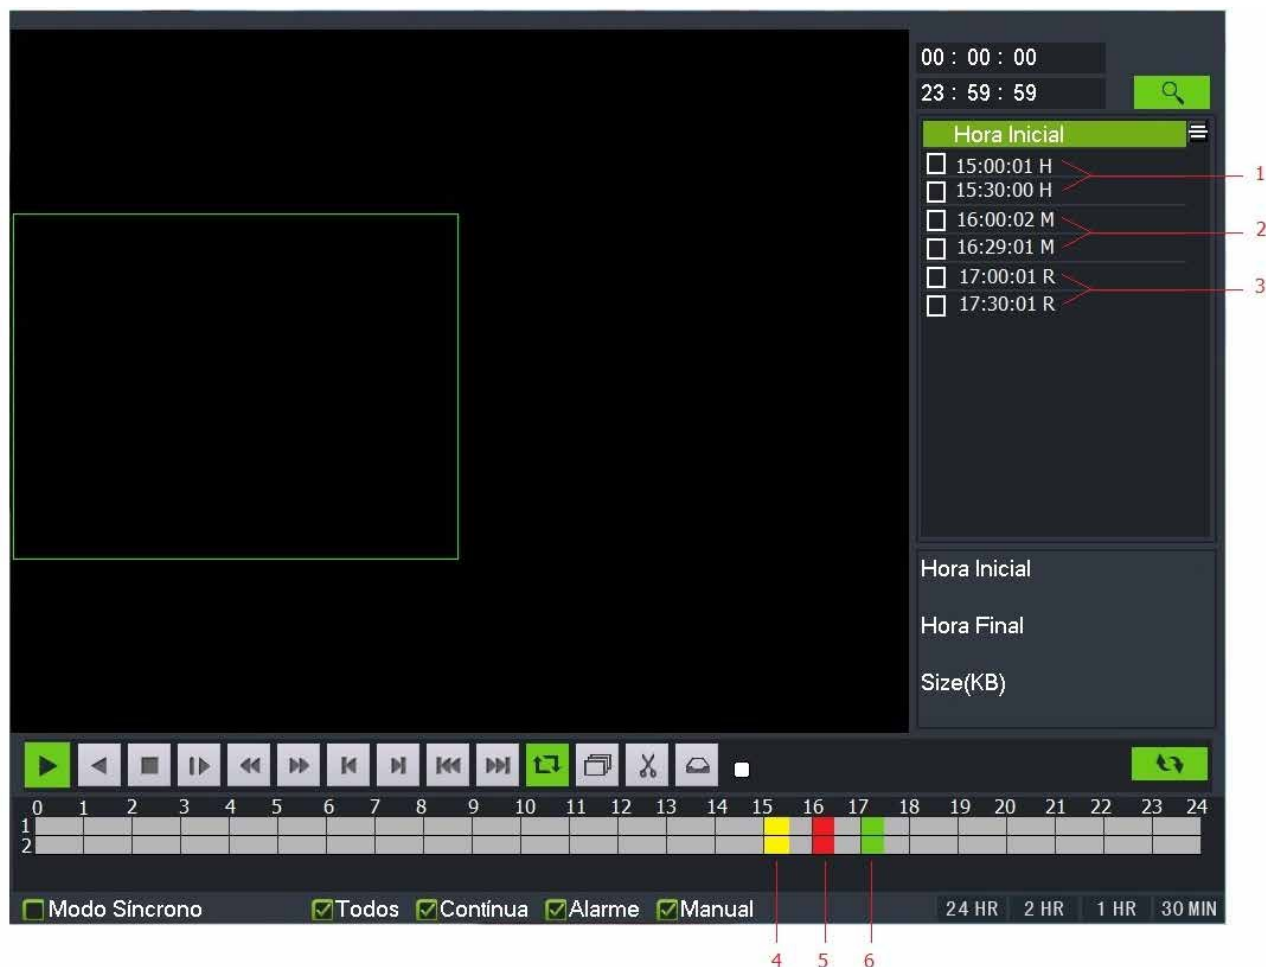 00 : 00 : 00
23 : 59 : 59
Hora Inicial
15:00:01 H
1
15:30:00 H
16:00:02 M
2
16:29:01 M
17:00:01 R
3
17:30:01 R
Hora Inicial
Hora Final
Size(KB)
0 1 2 3 4 5 6 7 8 9 10 11 12 13 14 15 16 17 18 19 20 21 22 23 24
1
2
Modo Síncrono Todos Contínua Alarme Manual 24 HR 2 HR 1 HR 30 MIN
4 5 6